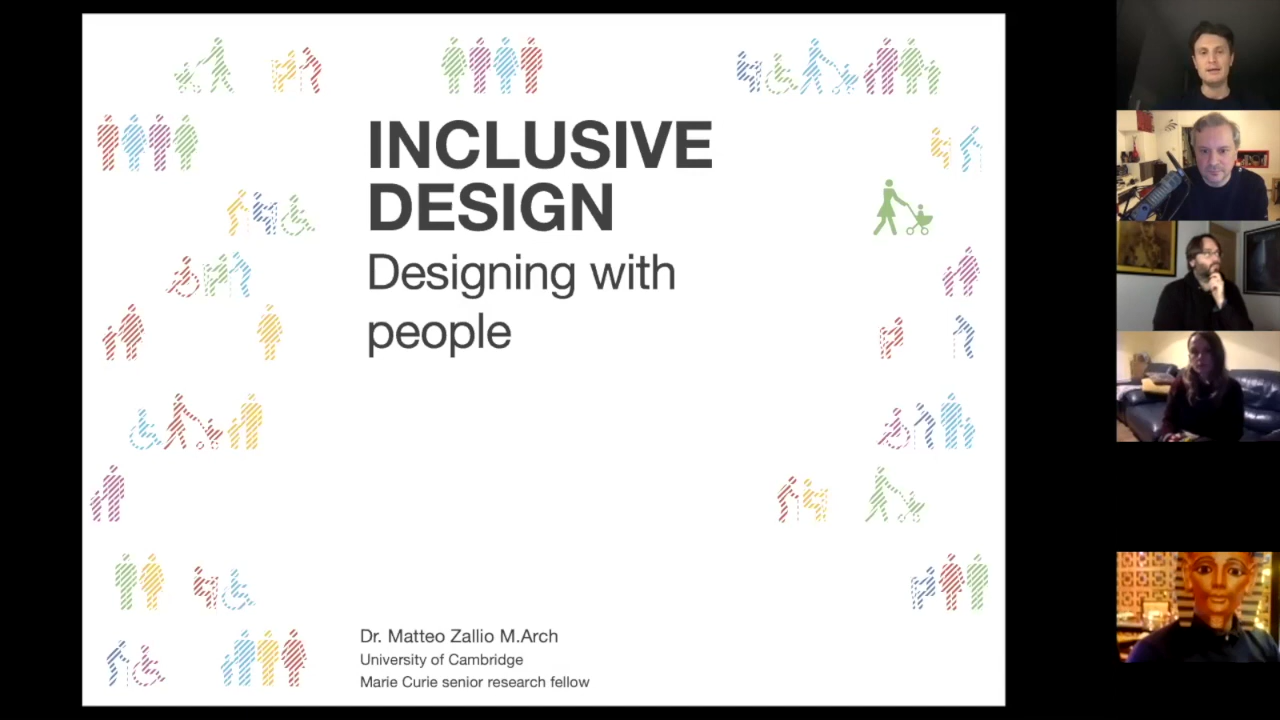 INCLUSIVE
DESIGN
Designing with
people
Dr. Matteo Zallio M.Arch
University of Cambridge
Marie Curie senior research fellow